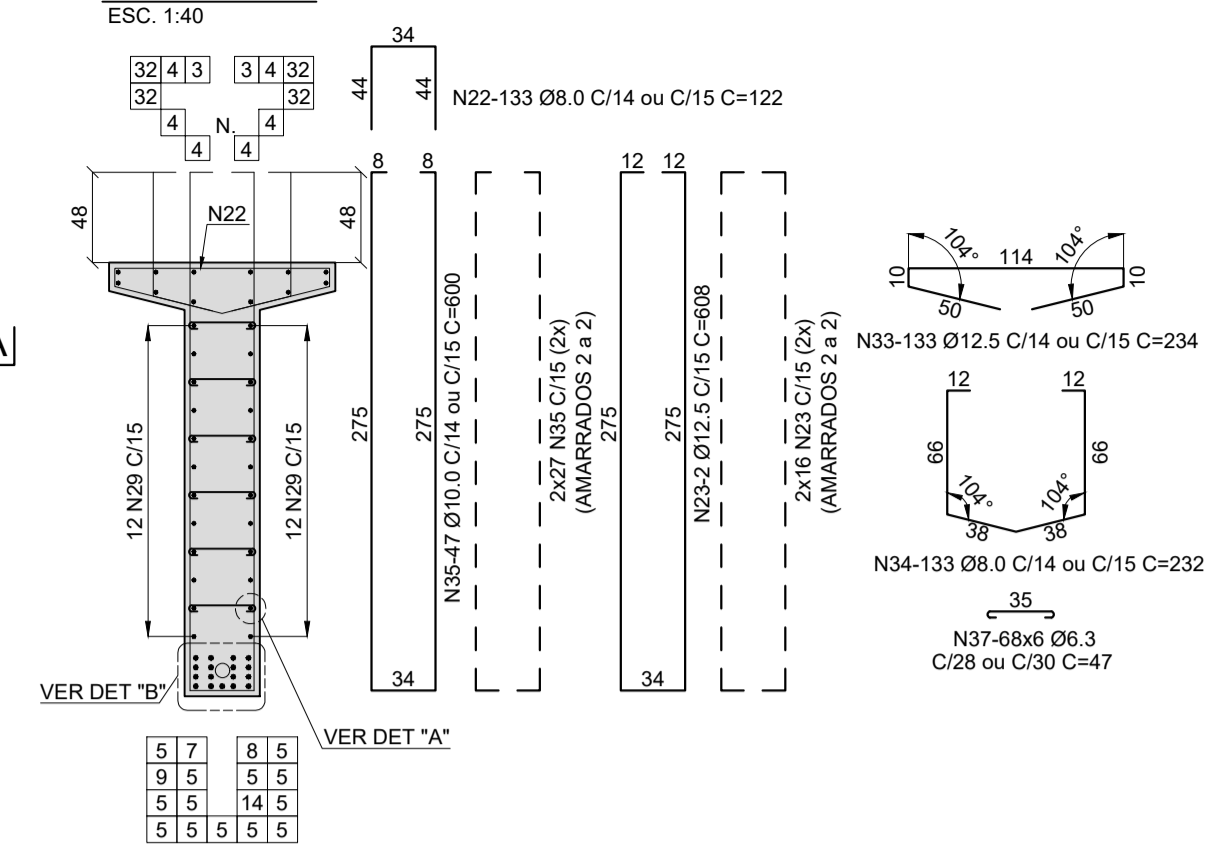 ESC. 1:40
32 4 3 3 4 32
32 32
4 N. 4
4 4
34
44 44
N22-133 Ø8.0 C/14 ou C/15 C=122
48 48
N22
12 N29 C/15
12 N29 C/15
VER DET "B"
VER DET "A"
5 7 8 5
9 5 5 5
5 5 14 5
5 5 5 5 5
8 8
275 275
34
N35-47 Ø10.0 C/14 ou C/15 C=600
2x27 N35 C/15 (2x)
(AMARRADOS 2 a 2)
12 12
275 275
34
N23-2 Ø12.5 C/15 C=608
2x16 N23 C/15 (2x)
(AMARRADOS 2 a 2)
104° 104°
114
10 10
50 50
N33-133 Ø12.5 C/14 ou C/15 C=234
12 12
66 66
104° 104°
38 38
N34-133 Ø8.0 C/14 ou C/15 C=232
35
N37-68x6 Ø6.3
C/28 ou C/30 C=47